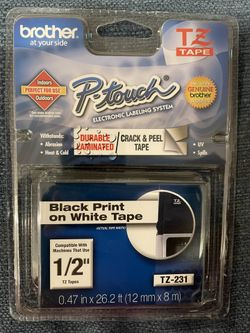 brother
at your side
TZ
TAPE
Indoors
PERFECT FOR USE
Outdoors
P-touch
ELECTRONIC LABELING SYSTEM
GENUINE
brother
Withstands:
• Abrasion
• Heat & Cold
DURABLE
LAMINATED
CRACK & PEEL
TAPE
• UV
• Spills
Black Print
on White Tape
Compatible With
Machines That Use
1/2"
TZ Tapes
TZ-231
0.47 in x 26.2 ft (12 mm x 8 m)